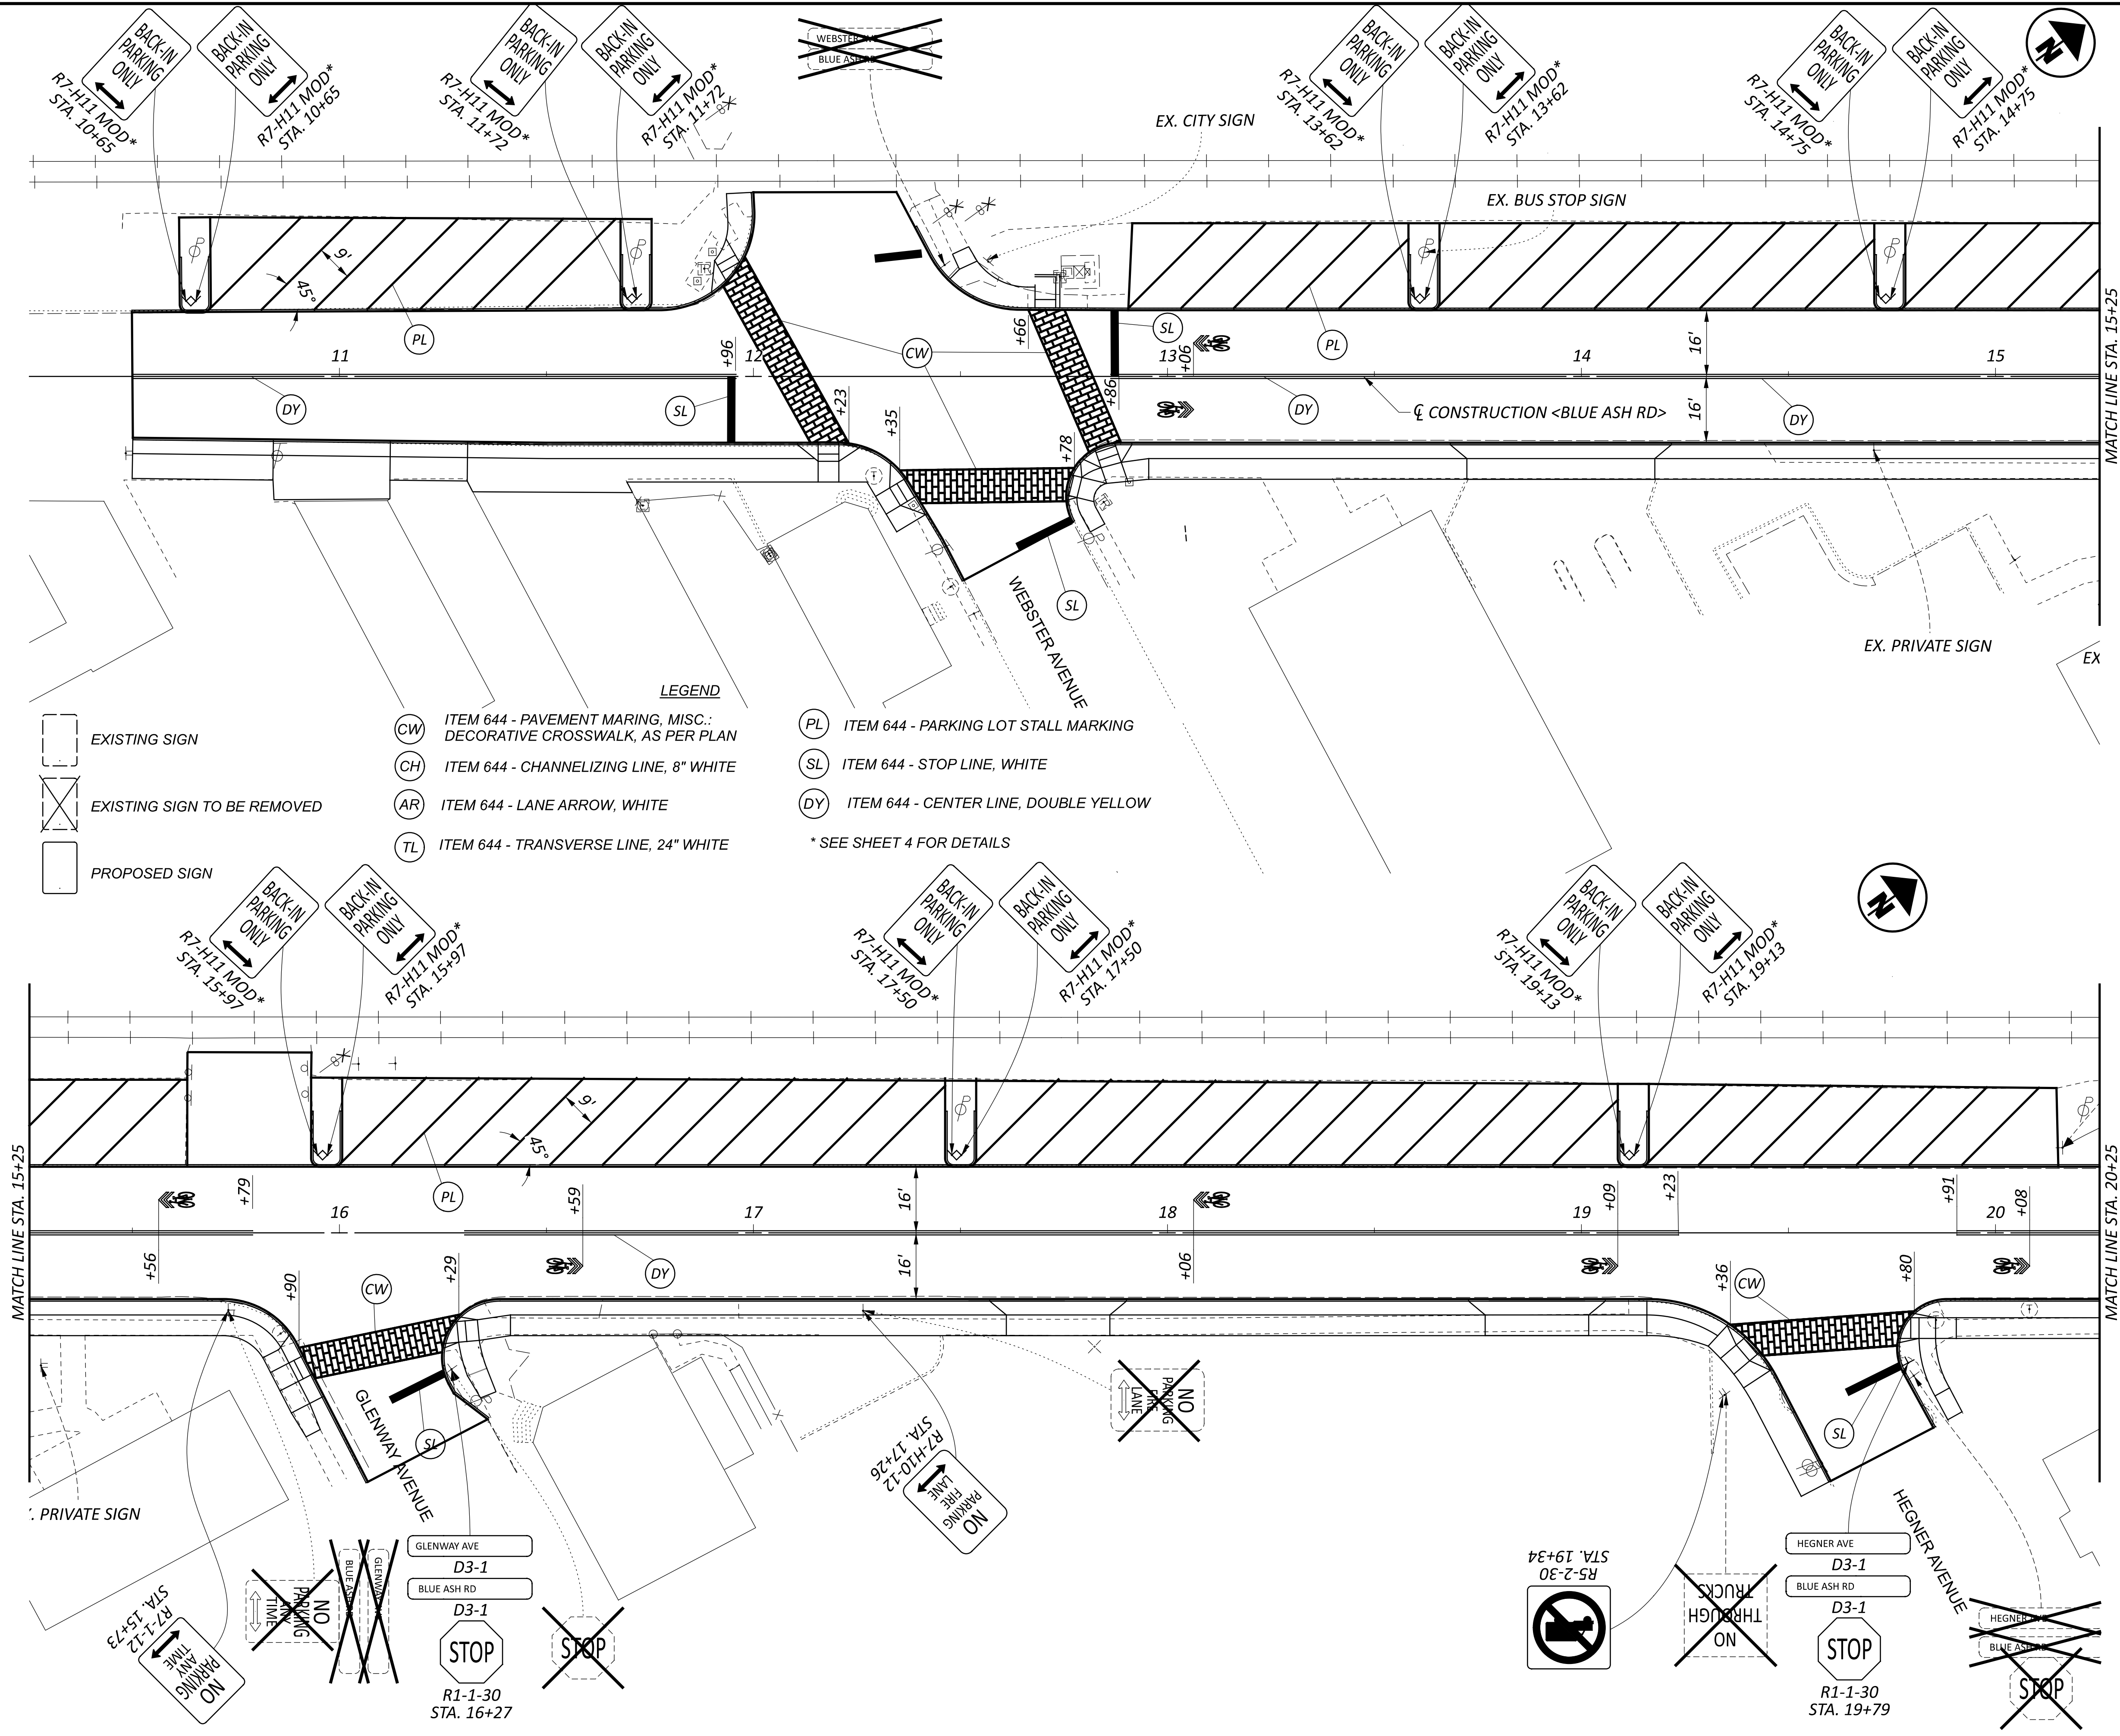 BACK-IN
PARKING
ONLY
R7-H11 MOD*
STA. 10+65
BACK-IN
PARKING
ONLY
R7-H11 MOD*
STA. 10+65
BACK-IN
PARKING
ONLY
R7-H11 MOD*
STA. 11+72
BACK-IN
PARKING
ONLY
R7-H11 MOD*
STA. 11+72
WEBSTER AVE
BLUE ASH RD
EX. CITY SIGN
BACK-IN
PARKING
ONLY
R7-H11 MOD*
STA. 13+62
BACK-IN
PARKING
ONLY
R7-H11 MOD*
STA. 13+62
EX. BUS STOP SIGN
BACK-IN
PARKING
ONLY
R7-H11 MOD*
STA. 14+75
BACK-IN
PARKING
ONLY
R7-H11 MOD*
STA. 14+75
N
9'
45°
PL
11
+96
12
CW
+66
SL
13
+06
PL
14
16'
15
MATCH LINE STA. 15+25
DY
SL
+23
+35
+78
+86
DY
℄ CONSTRUCTION <BLUE ASH RD>
16'
DY
T
TR
TR
WEBSTER AVENUE
SL
EX. PRIVATE SIGN
EX
LEGEND
EXISTING SIGN
EXISTING SIGN TO BE REMOVED
PROPOSED SIGN
CW ITEM 644 - PAVEMENT MARING, MISC.:
DECORATIVE CROSSWALK, AS PER PLAN
CH ITEM 644 - CHANNELIZING LINE, 8" WHITE
AR ITEM 644 - LANE ARROW, WHITE
TL ITEM 644 - TRANSVERSE LINE, 24" WHITE
PL ITEM 644 - PARKING LOT STALL MARKING
SL ITEM 644 - STOP LINE, WHITE
DY ITEM 644 - CENTER LINE, DOUBLE YELLOW
* SEE SHEET 4 FOR DETAILS
BACK-IN
PARKING
ONLY
R7-H11 MOD*
STA. 15+97
BACK-IN
PARKING
ONLY
R7-H11 MOD*
STA. 15+97
BACK-IN
PARKING
ONLY
R7-H11 MOD*
STA. 17+50
BACK-IN
PARKING
ONLY
R7-H11 MOD*
STA. 17+50
BACK-IN
PARKING
ONLY
R7-H11 MOD*
STA. 19+13
BACK-IN
PARKING
ONLY
R7-H11 MOD*
STA. 19+13
N
MATCH LINE STA. 15+25
9'
45°
+79
PL
16
+59
17
16'
18
19
+09
+23
+91
20
+08
MATCH LINE STA. 20+25
+56
+90
CW
+29
DY
16'
+06
+36
CW
+80
T
GLENWAY AVENUE
SL
NO
PARKING
FIRE
LANE
R7-H10-12
STA. 17+26
NO
PARKING
FIRE
LANE
SL
HEGNER AVENUE
. PRIVATE SIGN
R7-1-12
STA. 15+73
NO
PARKING
ANY
TIME
NO
PARKING
ANY
TIME
BLUE ASH RD
GLENWAY AVE
GLENWAY AVE
D3-1
BLUE ASH RD
D3-1
STOP
R1-1-30
STA. 16+27
STOP
R5-2-30
STA. 19+34
NO
THROUGH
TRUCKS
HEGNER AVE
D3-1
BLUE ASH RD
D3-1
STOP
R1-1-30
STA. 19+79
HEGNER AVE
BLUE ASH RD
STOP